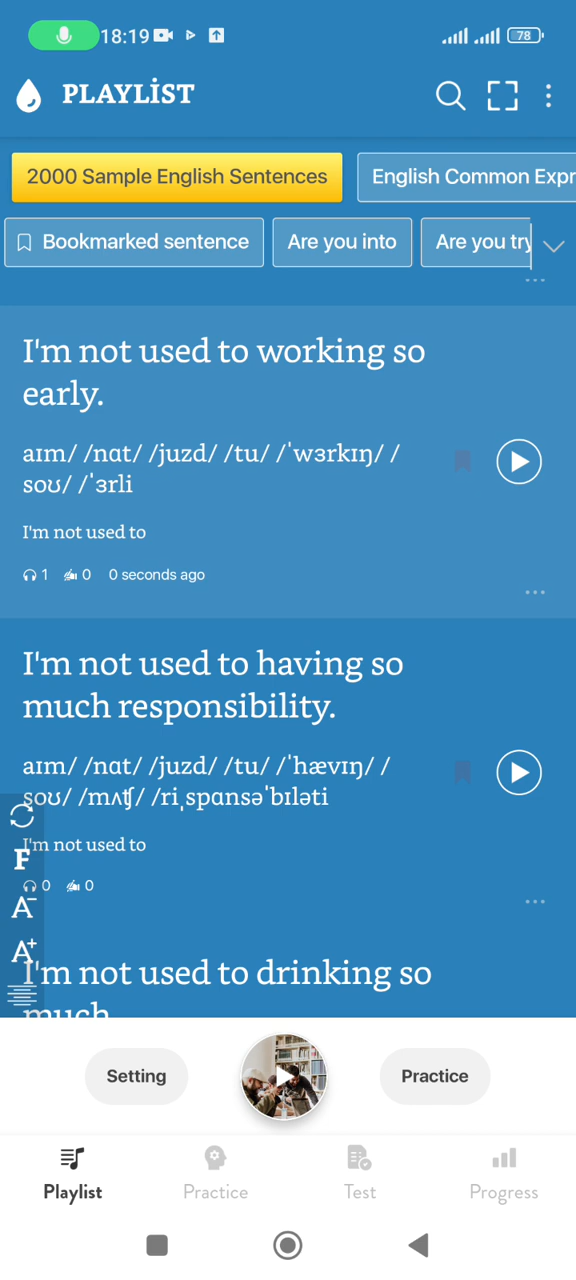 18:19
78
PLAYLİST
2000 Sample English Sentences
English Common Expr
Bookmarked sentence
Are you into
Are you try
I'm not used to working so
early.
aɪm/ /nɑt/ /juzd/ /tu/ /ˈwɜrkɪŋ/ /
soʊ/ /ˈɜrli
I'm not used to
1 0 0 seconds ago
I'm not used to having so
much responsibility.
aɪm/ /nɑt/ /juzd/ /tu/ /ˈhævɪŋ/ /
soʊ/ /mʌʧ/ /riˌspɑnsəˈbɪləti
I'm not used to
F
0 0
A-
A+
I'm not used to drinking so
much
Setting
Practice
Playlist
Practice
Test
Progress